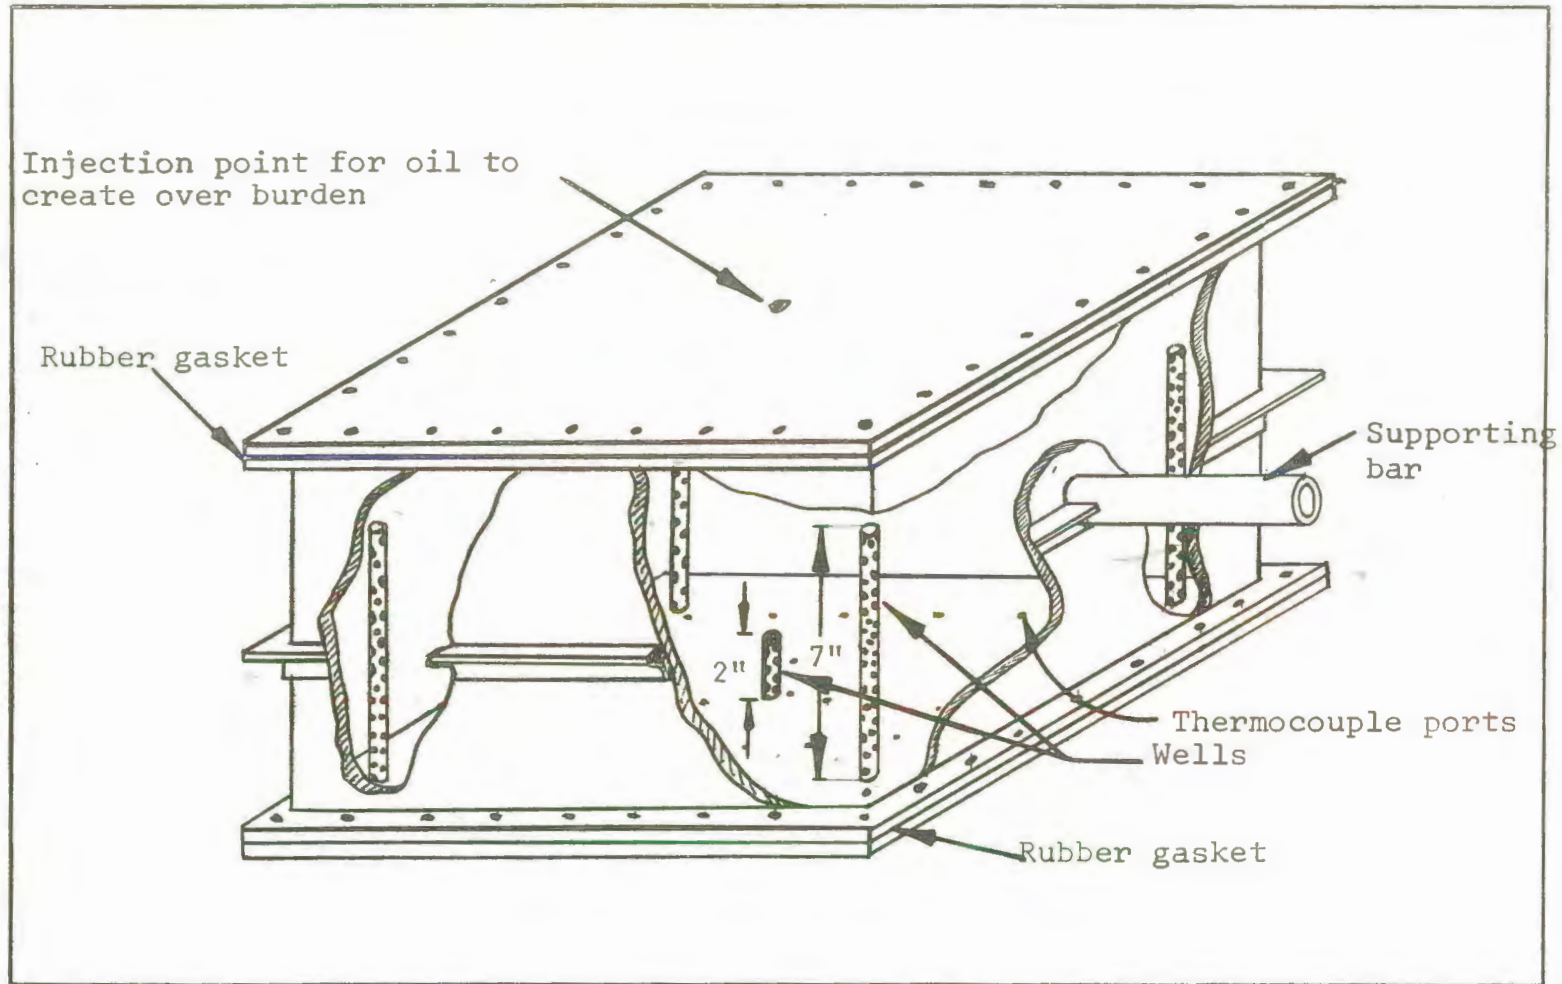 Injection point for oil to
create over burden
Rubber gasket
Supporting
bar
2"
7"
Thermocouple ports
Wells
Rubber gasket